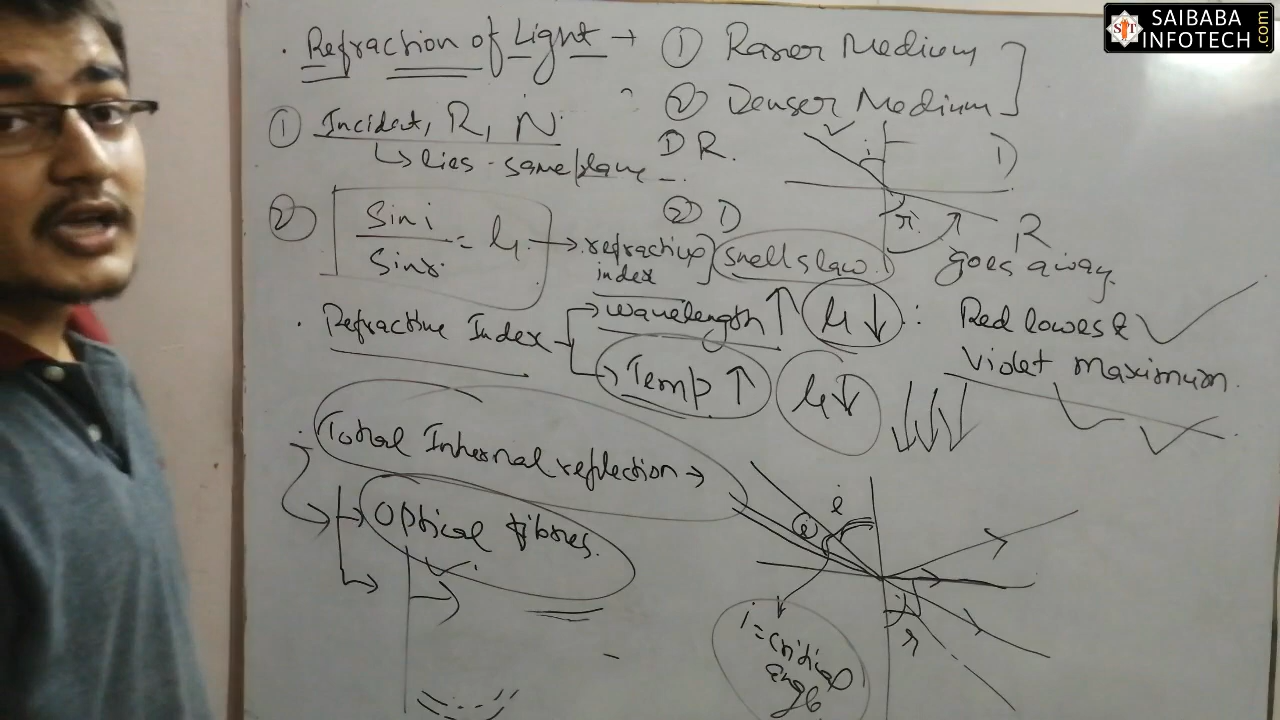 SAIBABA
INFOTECH.com
SIT
. Refraction of Light → ① Rarer Medium
② Denser Medium
① Incident, R, N.
↳ lies - same plane
D R.
i
1)
② Sin i / Sin r = μ → refractive index] Snell's law.
② D
r
R
goes away.
. Refractive Index → Wavelength ↑ μ ↓ ∴ Red lowest
Violet maximum.
→ Temp ↑ μ ↓
. Total Internal reflection →
→ Optical fibres.
i
r
i = critical
angle